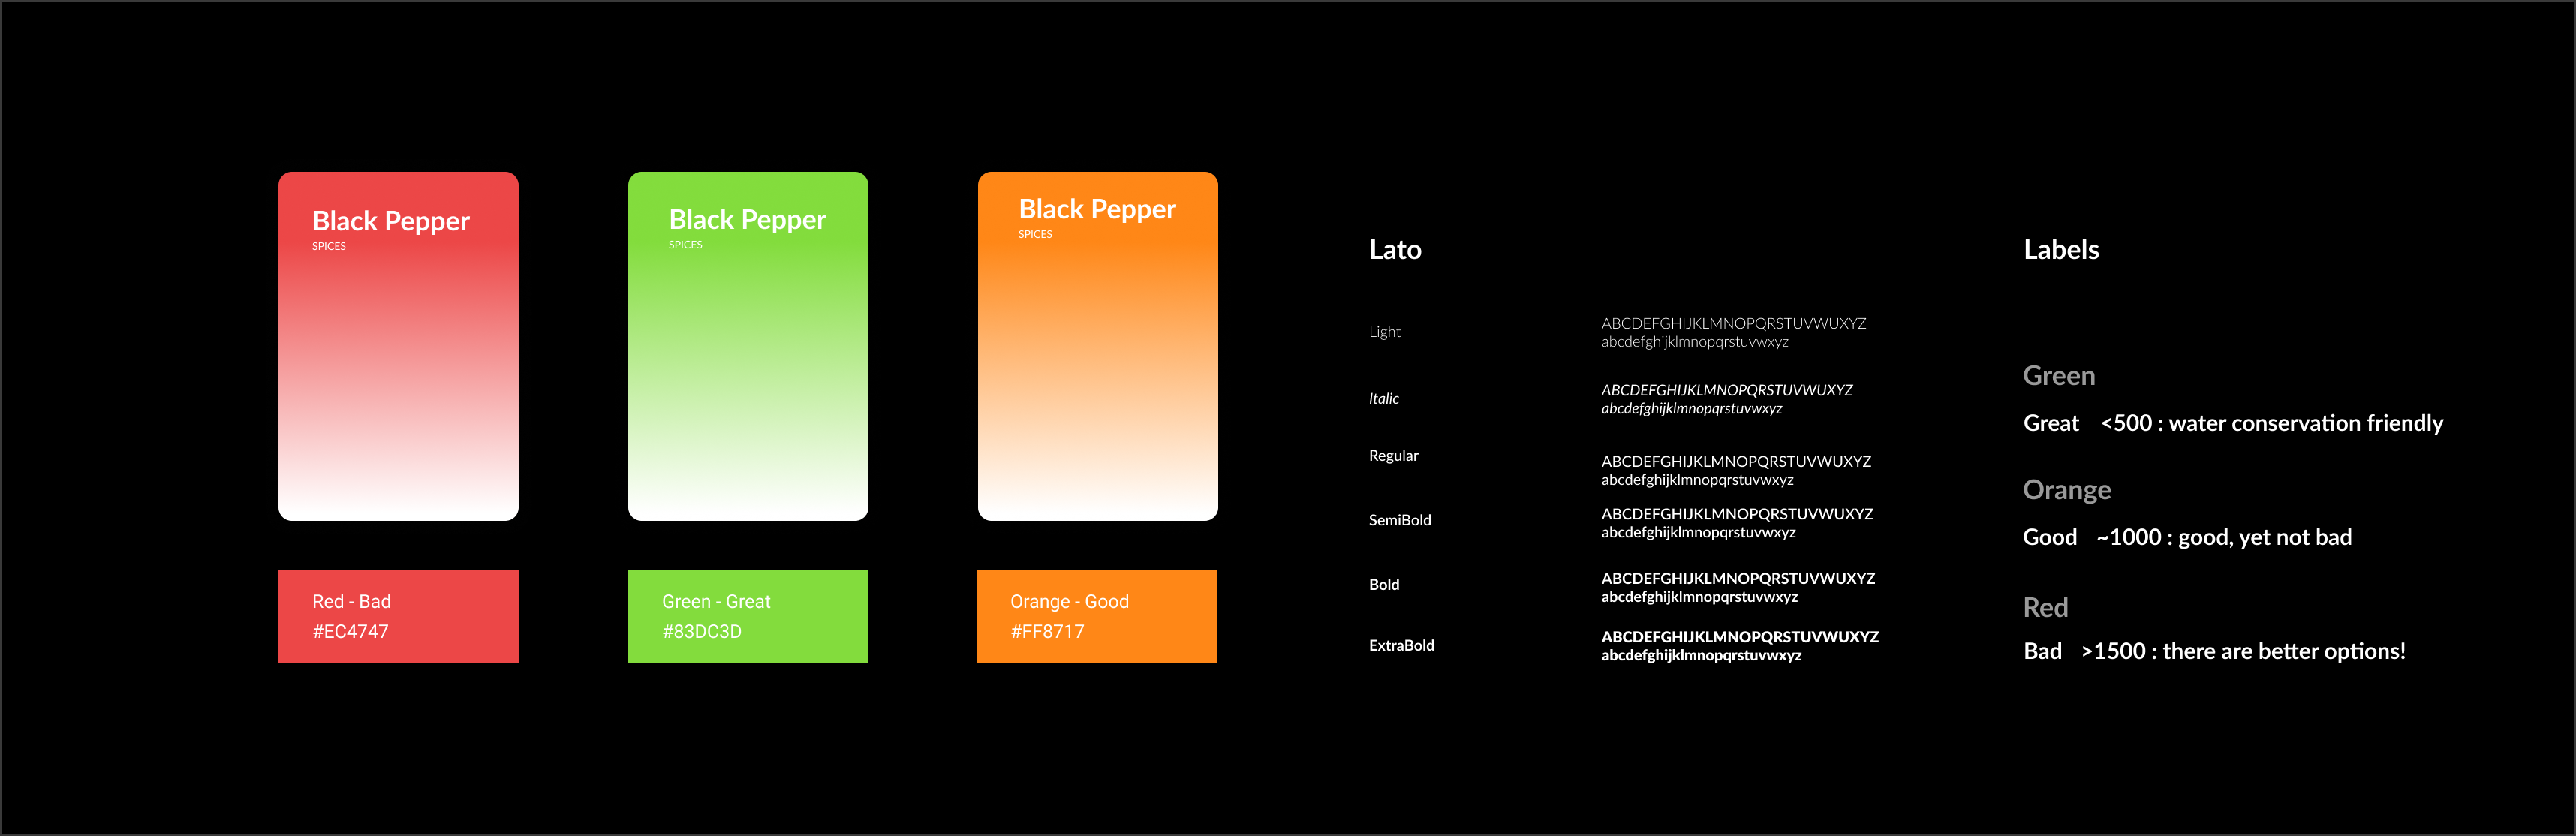 Black Pepper
SPICES
Red - Bad
#EC4747
Black Pepper
SPICES
Green - Great
#83DC3D
Black Pepper
SPICES
Orange - Good
#FF8717
Lato
Light
ABCDEFGHIJKLMNOPQRSTUVWUXYZ
abcdefghijklmnopqrstuvwxyz
Italic
ABCDEFGHIJKLMNOPQRSTUVWUXYZ
abcdefghijklmnopqrstuvwxyz
Regular
ABCDEFGHIJKLMNOPQRSTUVWUXYZ
abcdefghijklmnopqrstuvwxyz
SemiBold
ABCDEFGHIJKLMNOPQRSTUVWUXYZ
abcdefghijklmnopqrstuvwxyz
Bold
ABCDEFGHIJKLMNOPQRSTUVWUXYZ
abcdefghijklmnopqrstuvwxyz
ExtraBold
ABCDEFGHIJKLMNOPQRSTUVWUXYZ
abcdefghijklmnopqrstuvwxyz
Labels
Green
Great <500 : water conservation friendly
Orange
Good ~1000 : good, yet not bad
Red
Bad >1500 : there are better options!